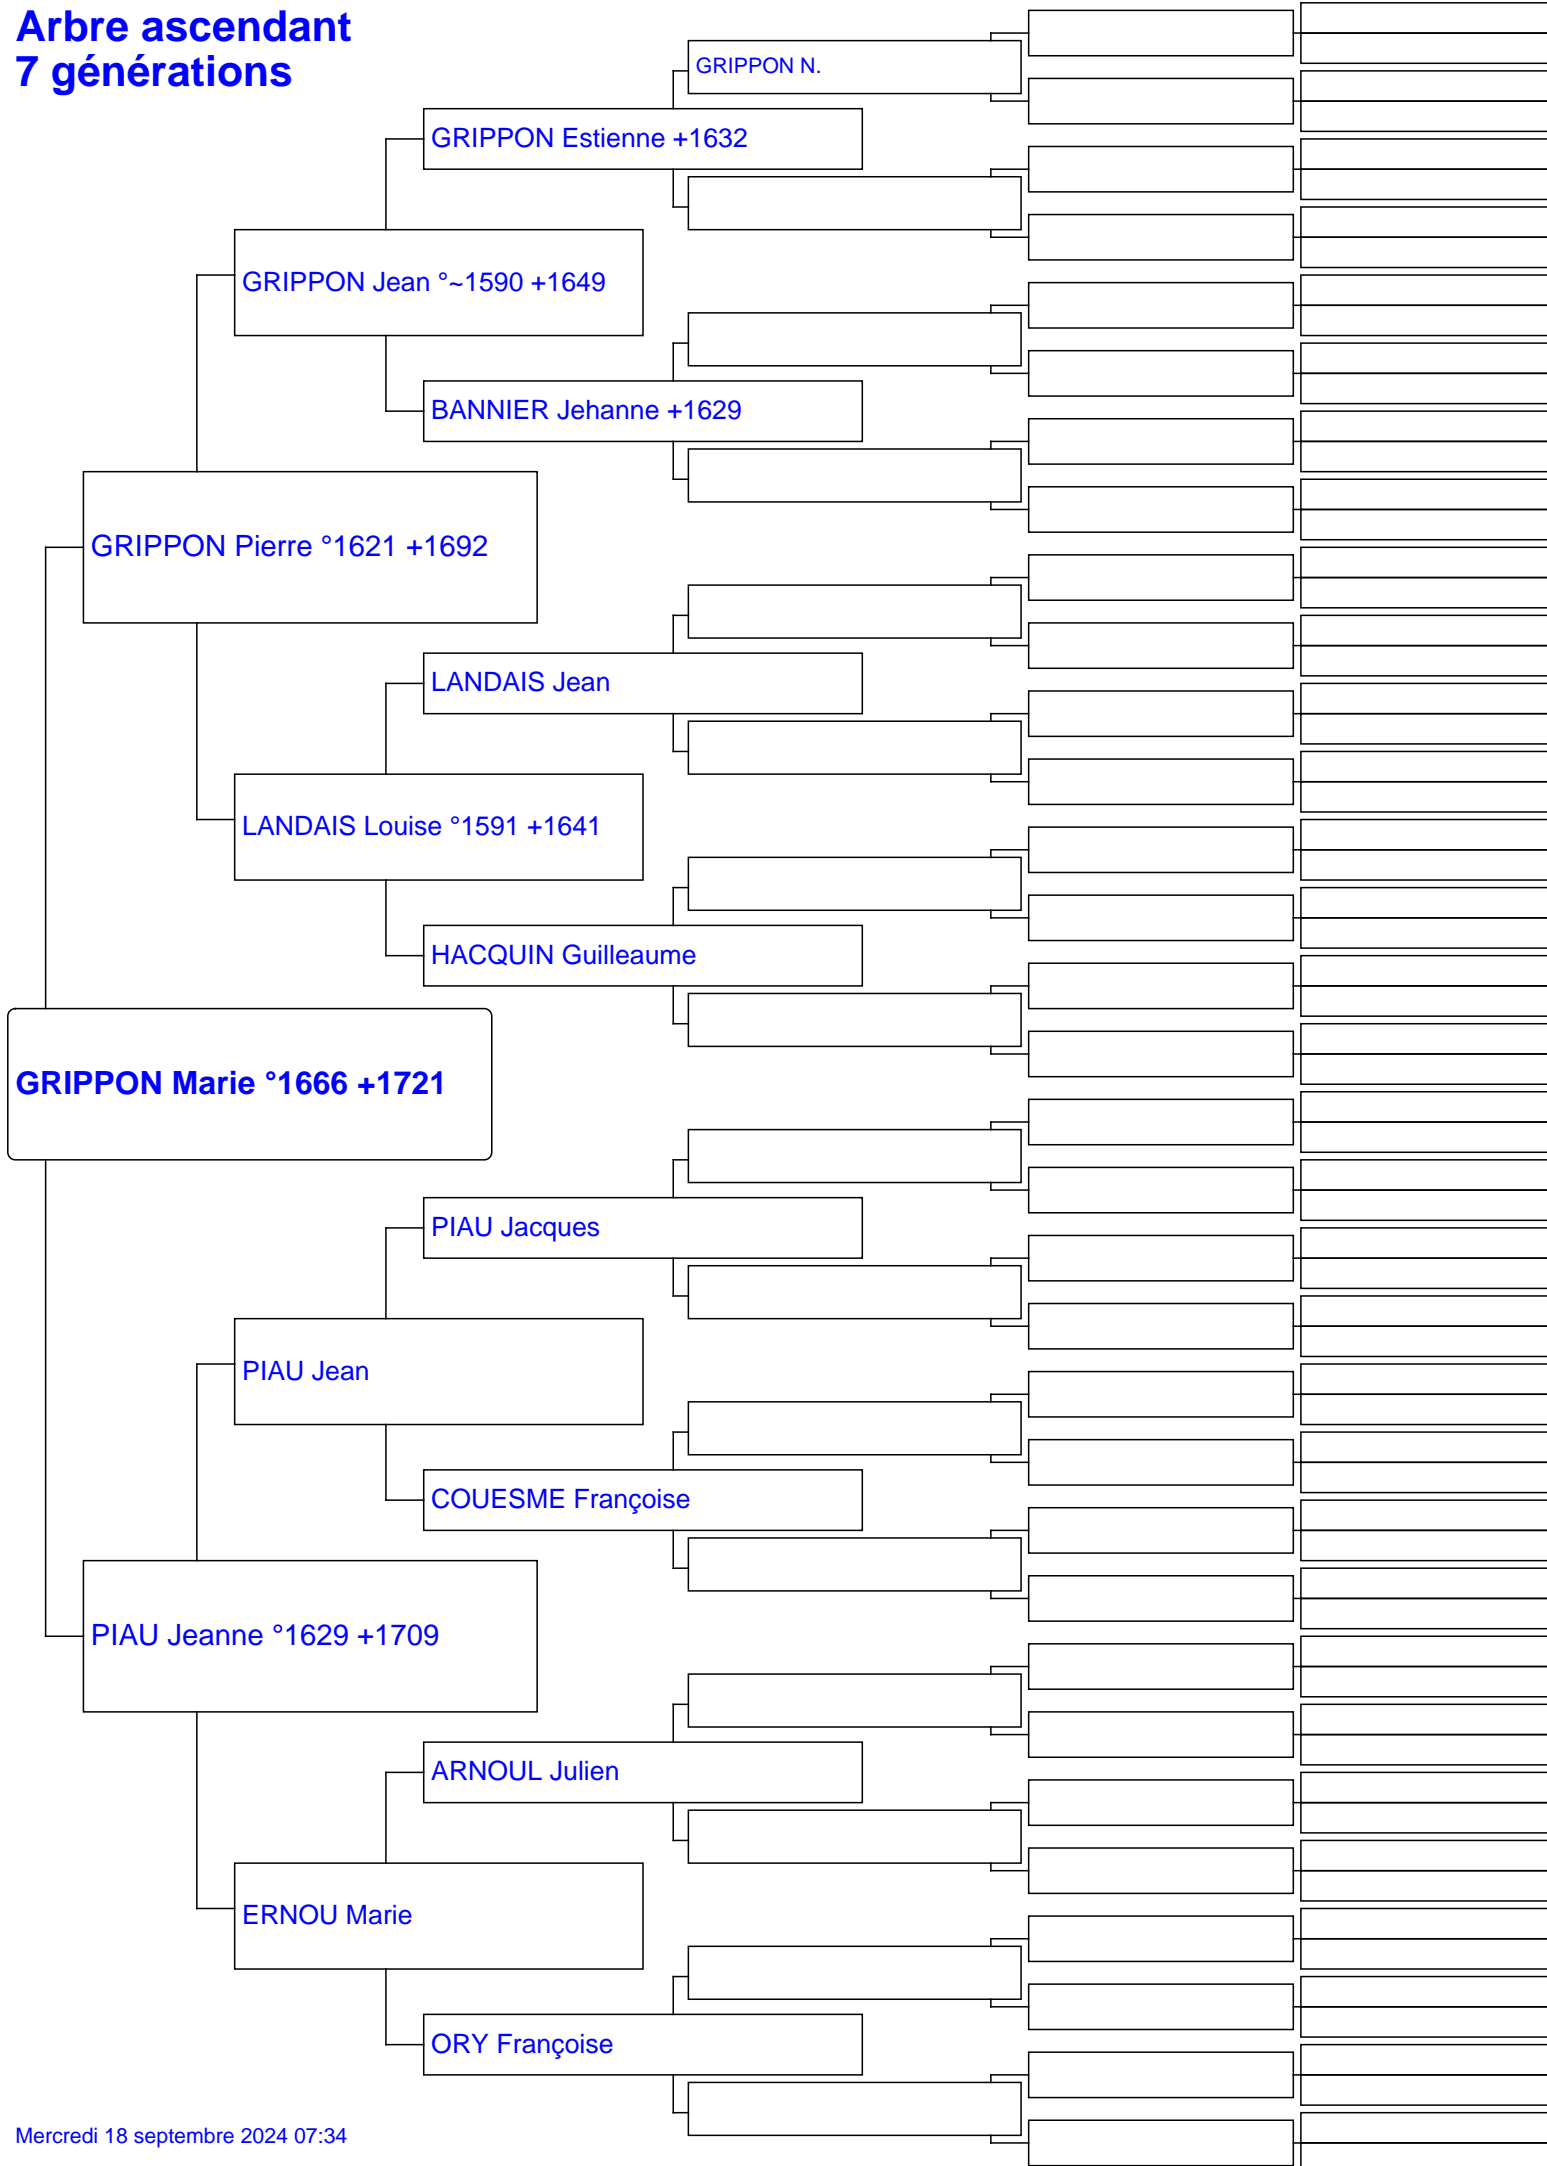 Arbre ascendant
7 générations
GRIPPON N.
GRIPPON Estienne +1632
GRIPPON Jean °~1590 +1649
BANNIER Jehanne +1629
GRIPPON Pierre °1621 +1692
LANDAIS Jean
LANDAIS Louise °1591 +1641
HACQUIN Guilleaume
GRIPPON Marie °1666 +1721
PIAU Jacques
PIAU Jean
COUESME Françoise
PIAU Jeanne °1629 +1709
ARNOUL Julien
ERNOU Marie
ORY Françoise
Mercredi 18 septembre 2024 07:34